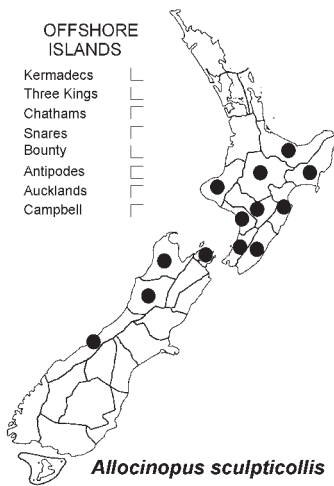 OFFSHORE
ISLANDS
Kermadecs
Three Kings
Chathams
Snares
Bounty
Antipodes
Aucklands
Campbell
Allocinopus sculpticollis